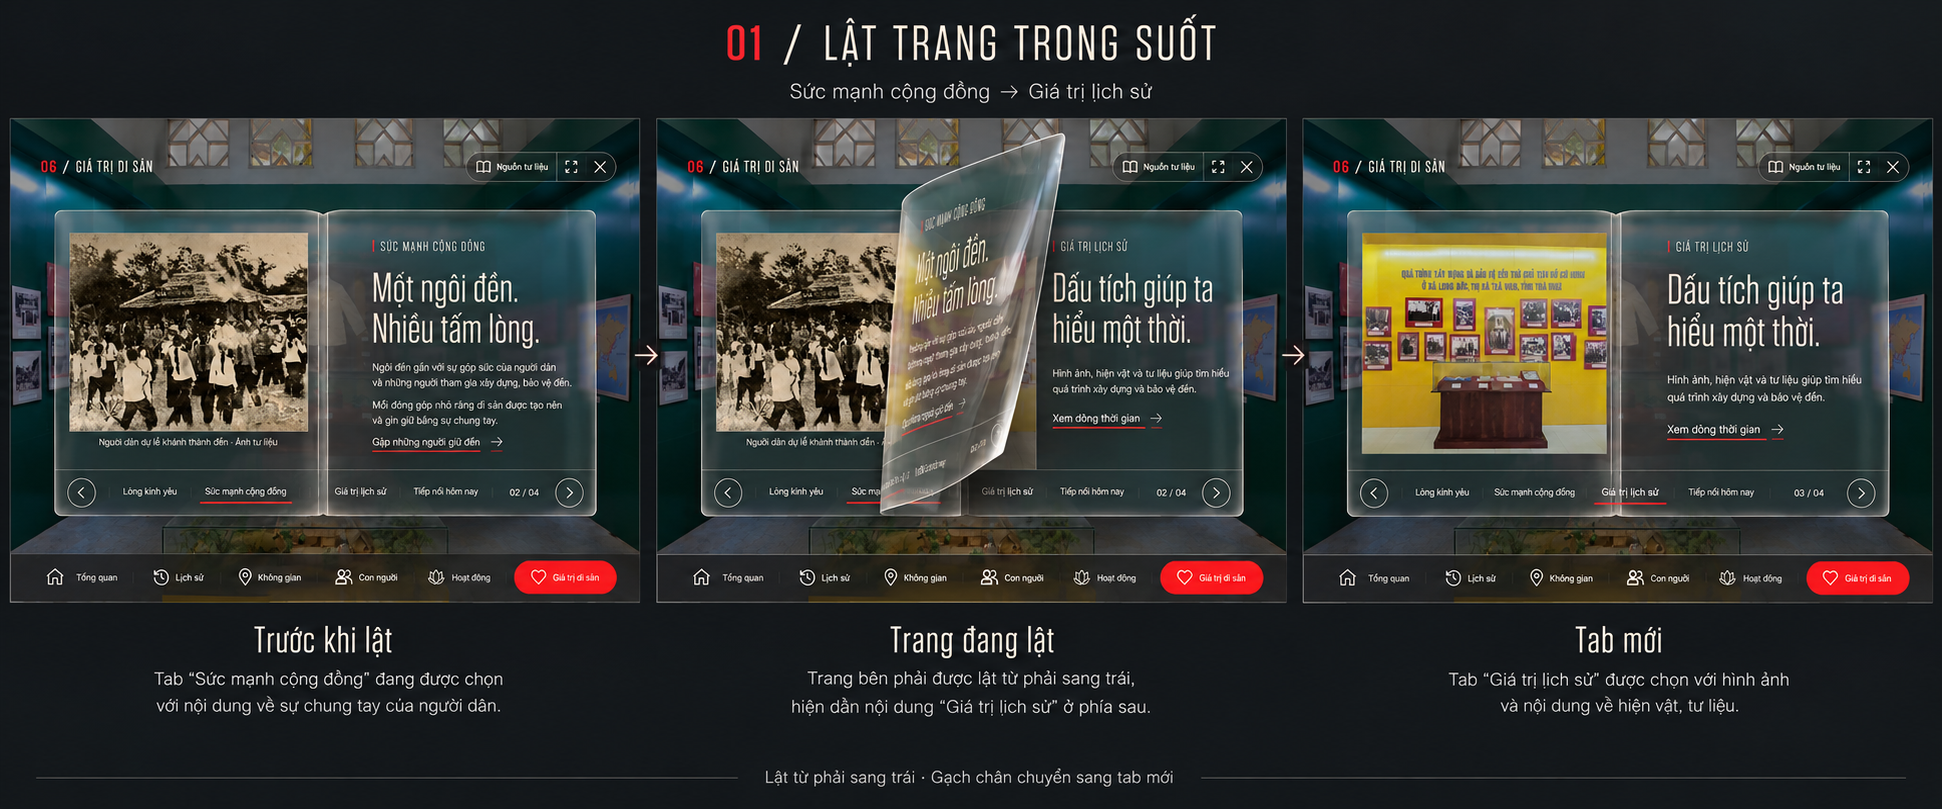 01 / LẬT TRANG TRONG SUỐT
Sức mạnh cộng đồng → Giá trị lịch sử
06 / GIÁ TRỊ DI SẢN
Nguồn tư liệu
SỨC MẠNH CỘNG ĐỒNG
Một ngôi đền.
Nhiều tấm lòng.
Ngôi đền gắn với sự góp sức của người dân
và những người tham gia xây dựng, bảo vệ đền.
Mỗi đóng góp nhỏ rằng di sản được tạo nên
và gìn giữ bằng sự chung tay.
Gặp những người giữ đền →
Người dân dự lễ khánh thành đền · Ảnh tư liệu
Lòng kính yêu
Sức mạnh cộng đồng
Giá trị lịch sử
Tiếp nối hôm nay
02 / 04
Tổng quan
Lịch sử
Không gian
Con người
Hoạt động
Giá trị di sản
→
06 / GIÁ TRỊ DI SẢN
Nguồn tư liệu
SỨC MẠNH CỘNG ĐỒNG
Một ngôi đền.
Nhiều tấm lòng.
GIÁ TRỊ LỊCH SỬ
Dấu tích giúp ta
hiểu một thời.
Hình ảnh, hiện vật và tư liệu giúp tìm hiểu
quá trình xây dựng và bảo vệ đền.
Xem dòng thời gian →
Người dân dự lễ khánh thành đền ·
Lòng kính yêu
Sức mạ
Giá trị lịch sử
Tiếp nối hôm nay
02 / 04
Tổng quan
Lịch sử
Không gian
Con người
Hoạt động
Giá trị di sản
→
06 / GIÁ TRỊ DI SẢN
Nguồn tư liệu
GIÁ TRỊ LỊCH SỬ
Dấu tích giúp ta
hiểu một thời.
Hình ảnh, hiện vật và tư liệu giúp tìm hiểu
quá trình xây dựng và bảo vệ đền.
Xem dòng thời gian →
Lòng kính yêu
Sức mạnh cộng đồng
Giá trị lịch sử
Tiếp nối hôm nay
03 / 04
Tổng quan
Lịch sử
Không gian
Con người
Hoạt động
Giá trị di sản
Trước khi lật
Tab “Sức mạnh cộng đồng” đang được chọn
với nội dung về sự chung tay của người dân.
Trang đang lật
Trang bên phải được lật từ phải sang trái,
hiện dần nội dung “Giá trị lịch sử” ở phía sau.
Tab mới
Tab “Giá trị lịch sử” được chọn với hình ảnh
và nội dung về hiện vật, tư liệu.
Lật từ phải sang trái · Gạch chân chuyển sang tab mới